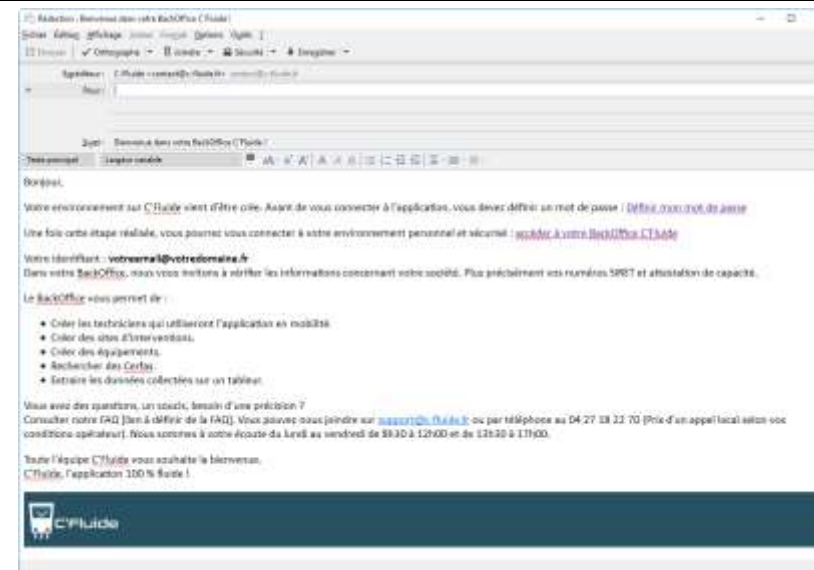 Rédaction : Bienvenue dans votre BackOffice C'Fluide !
Fichier Édition Affichage Options Outils
Envoyer Orthographe Joindre Sécurité Enregistrer
Expéditeur : C'Fluide
Pour :
Sujet : Bienvenue dans votre BackOffice C'Fluide !
Texte principal Largeur variable
Bonjour,
Votre environnement sur C'Fluide vient d'être crée. Avant de vous connecter à l'application, vous devez définir un mot de passe : Définir mon mot de passe
Une fois cette étape réalisée, vous pourrez vous connecter à votre environnement personnel et sécurisé : accéder à votre BackOffice C'Fluide
Votre identifiant : votreemail@votredomaine.fr
Dans votre BackOffice, nous vous invitons à vérifier les informations concernant votre société. Plus précisément vos numéros SIRET et attestation de capacité.
Le BackOffice vous permet de :
• Créer les techniciens qui utiliseront l'application en mobilité.
• Créer des sites d'interventions.
• Créer des équipements.
• Rechercher des Cerfas.
• Extraire les données collectées sur un tableur.
Vous avez des questions, un soucis, besoin d'une précision ?
Consulter notre FAQ [lien à définir de la FAQ]. Vous pouvez nous joindre sur support@c-fluide.fr ou par téléphone au 04 27 18 22 70 (Prix d'un appel local selon vos
conditions opérateur). Nous sommes à votre écoute du lundi au vendredi de 8h30 à 12h00 et de 13h30 à 17h00.
Toute l'équipe C'Fluide vous souhaite la bienvenue.
C'Fluide, l'application 100 % fluide !
C'Fluide